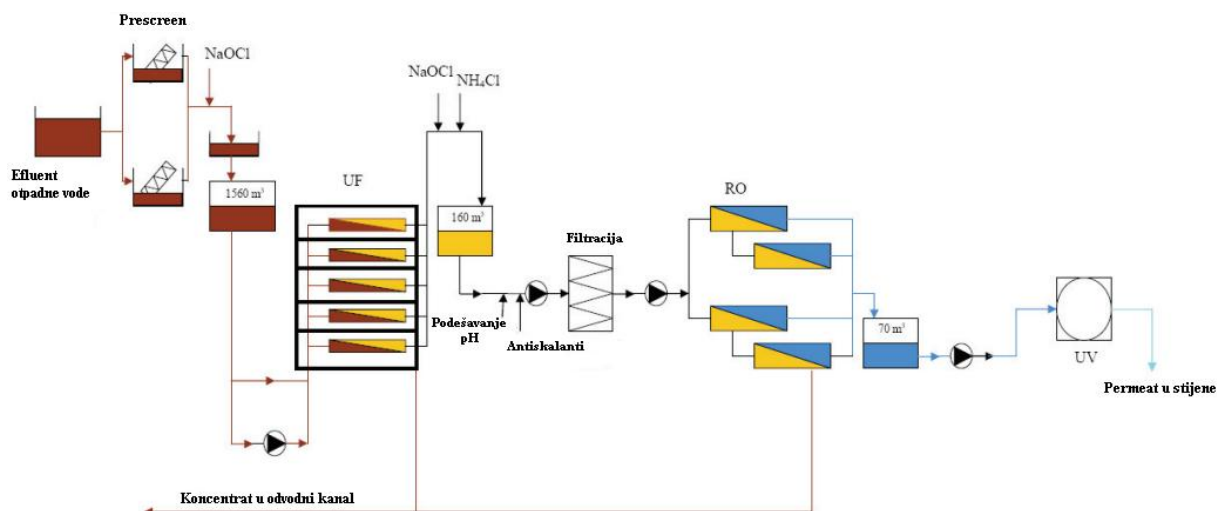 Prescreen
NaOCl
Efluent
otpadne vode
1560 m³
UF
NaOCl
NH₄Cl
160 m³
Podešavanje
pH
Antiskalanti
Filtracija
RO
70 m³
UV
Permeat u stijene
Koncentrat u odvodni kanal